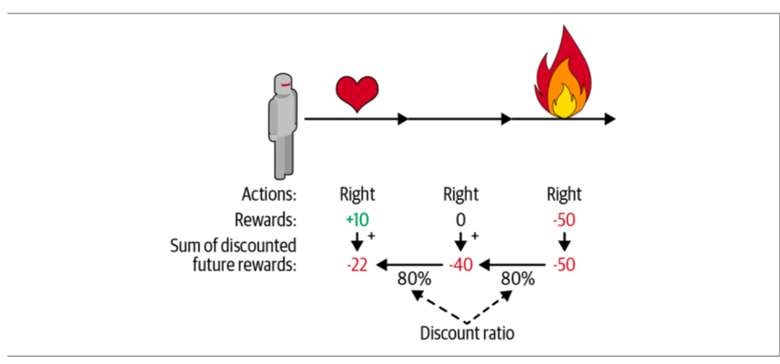 Actions: Right Right Right
Rewards: +10 0 -50
+ +
Sum of discounted
future rewards: -22 -40 -50
80% 80%
Discount ratio